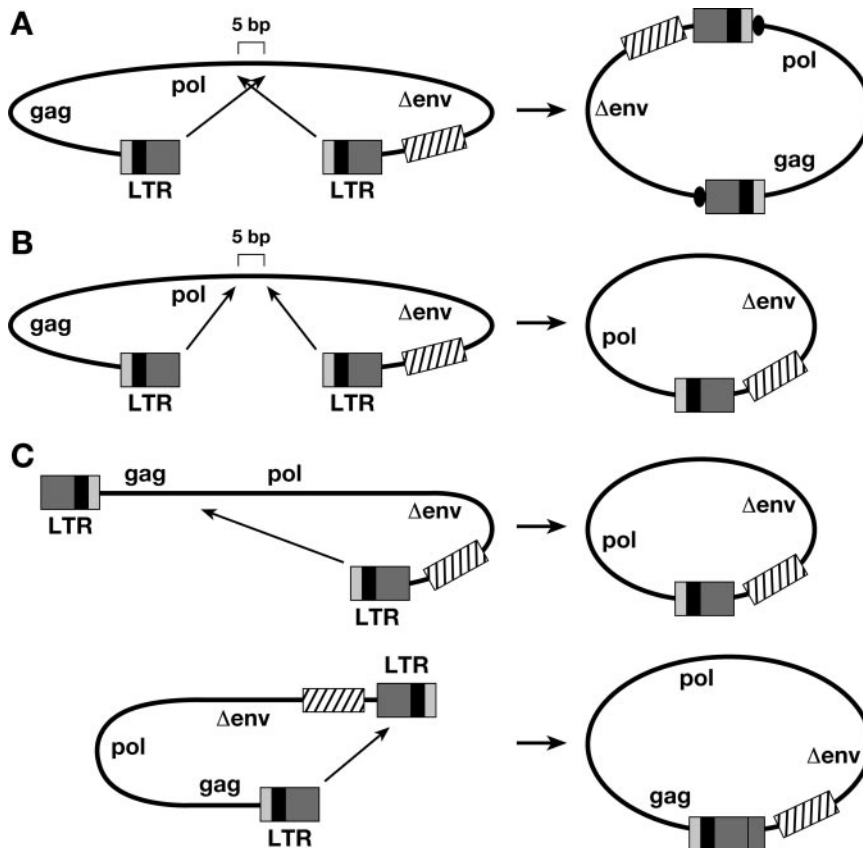 A
5 bp
pol
gag
Δenv
LTR
LTR
pol
Δenv
gag
B
5 bp
pol
gag
Δenv
LTR
LTR
Δenv
pol
C
gag
pol
LTR
Δenv
LTR
Δenv
pol
LTR
Δenv
pol
gag
LTR
pol
Δenv
gag